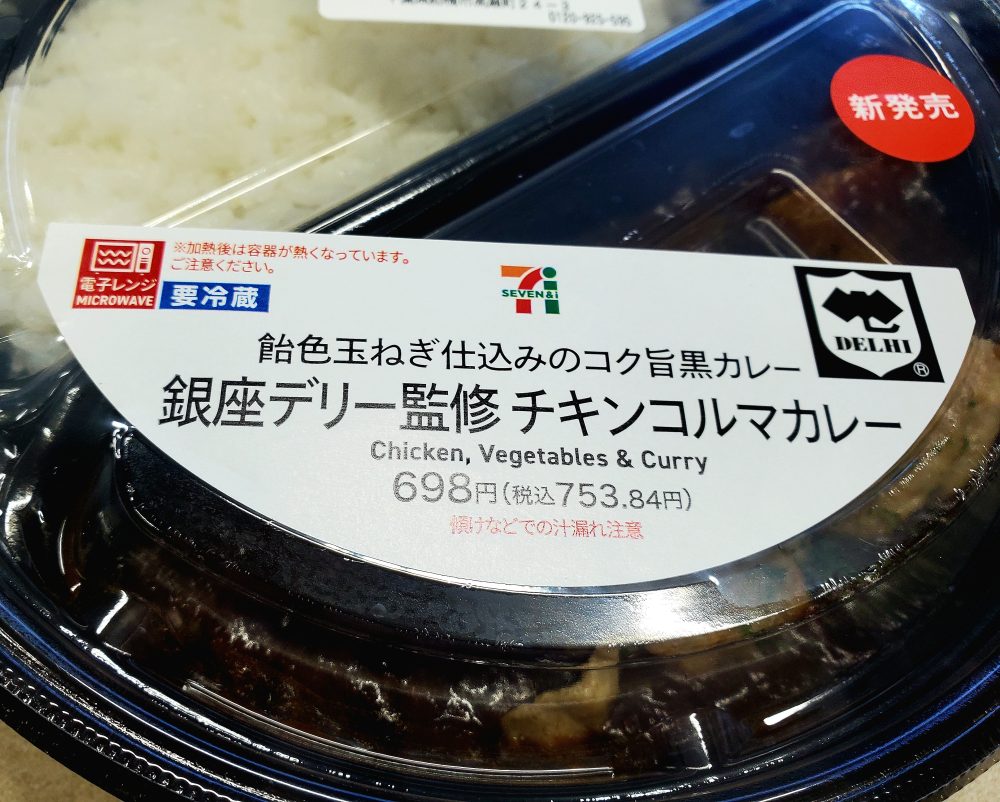 0120-925-595
新発売
電子レンジ
MICROWAVE
※加熱後は容器が熱くなっています。
ご注意ください。
要冷蔵
SEVEN&i
DELHI
®
飴色玉ねぎ仕込みのコク旨黒カレー
銀座デリー監修 チキンコルマカレー
Chicken, Vegetables & Curry
698円(税込753.84円)
傾けなどでの汁漏れ注意